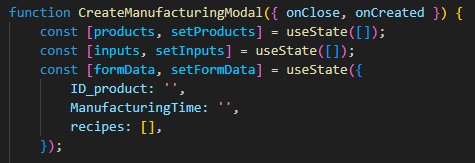 function CreateManufacturingModal({ onClose, onCreated }) {
    const [products, setProducts] = useState([]);
    const [inputs, setInputs] = useState([]);
    const [formData, setFormData] = useState({
        ID_product: '',
        ManufacturingTime: '',
        recipes: [],
    });